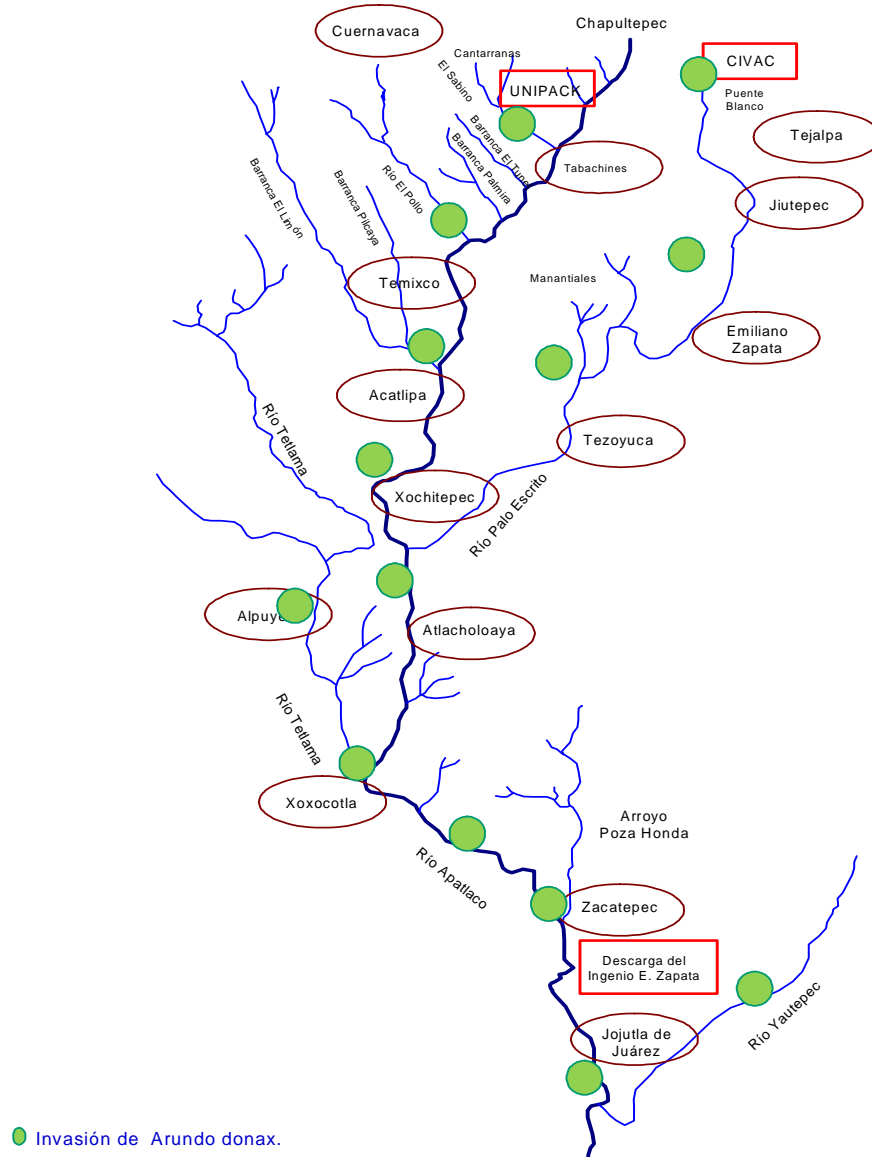 Chapultepec
Cuernavaca
Cantarranas
El Sabino
UNIPACK
CIVAC
Puente
Blanco
Tejalpa
Barranca El Tunel
Tabachines
Barranca Palmira
Río El Pollo
Barranca Pilcaya
Barranca El Limón
Jiutepec
Temixco
Manantiales
Emiliano
Zapata
Acatlipa
Río Tetlama
Tezoyuca
Xochitepec
Río Palo Escrito
Alpuye
Atlacholoaya
Río Tetlama
Xoxocotla
Arroyo
Poza Honda
Río Apatlaco
Zacatepec
Descarga del
Ingenio E. Zapata
Río Yautepec
Jojutla de
Juárez
Invasión de Arundo donax.